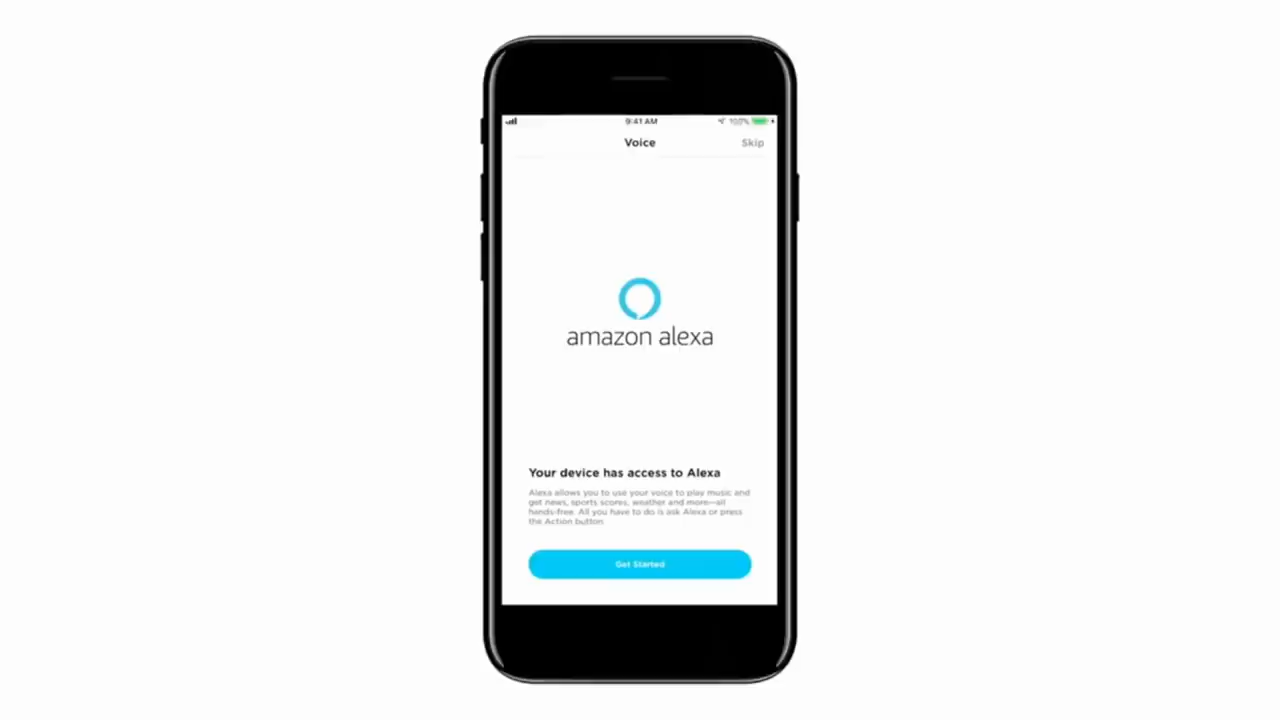 9:41 AM 100%
Voice Skip
amazon alexa
Your device has access to Alexa
Alexa allows you to use your voice to play music and
get news, sports scores, weather and more—all
hands-free. All you have to do is ask Alexa or press
the Action button
Get Started